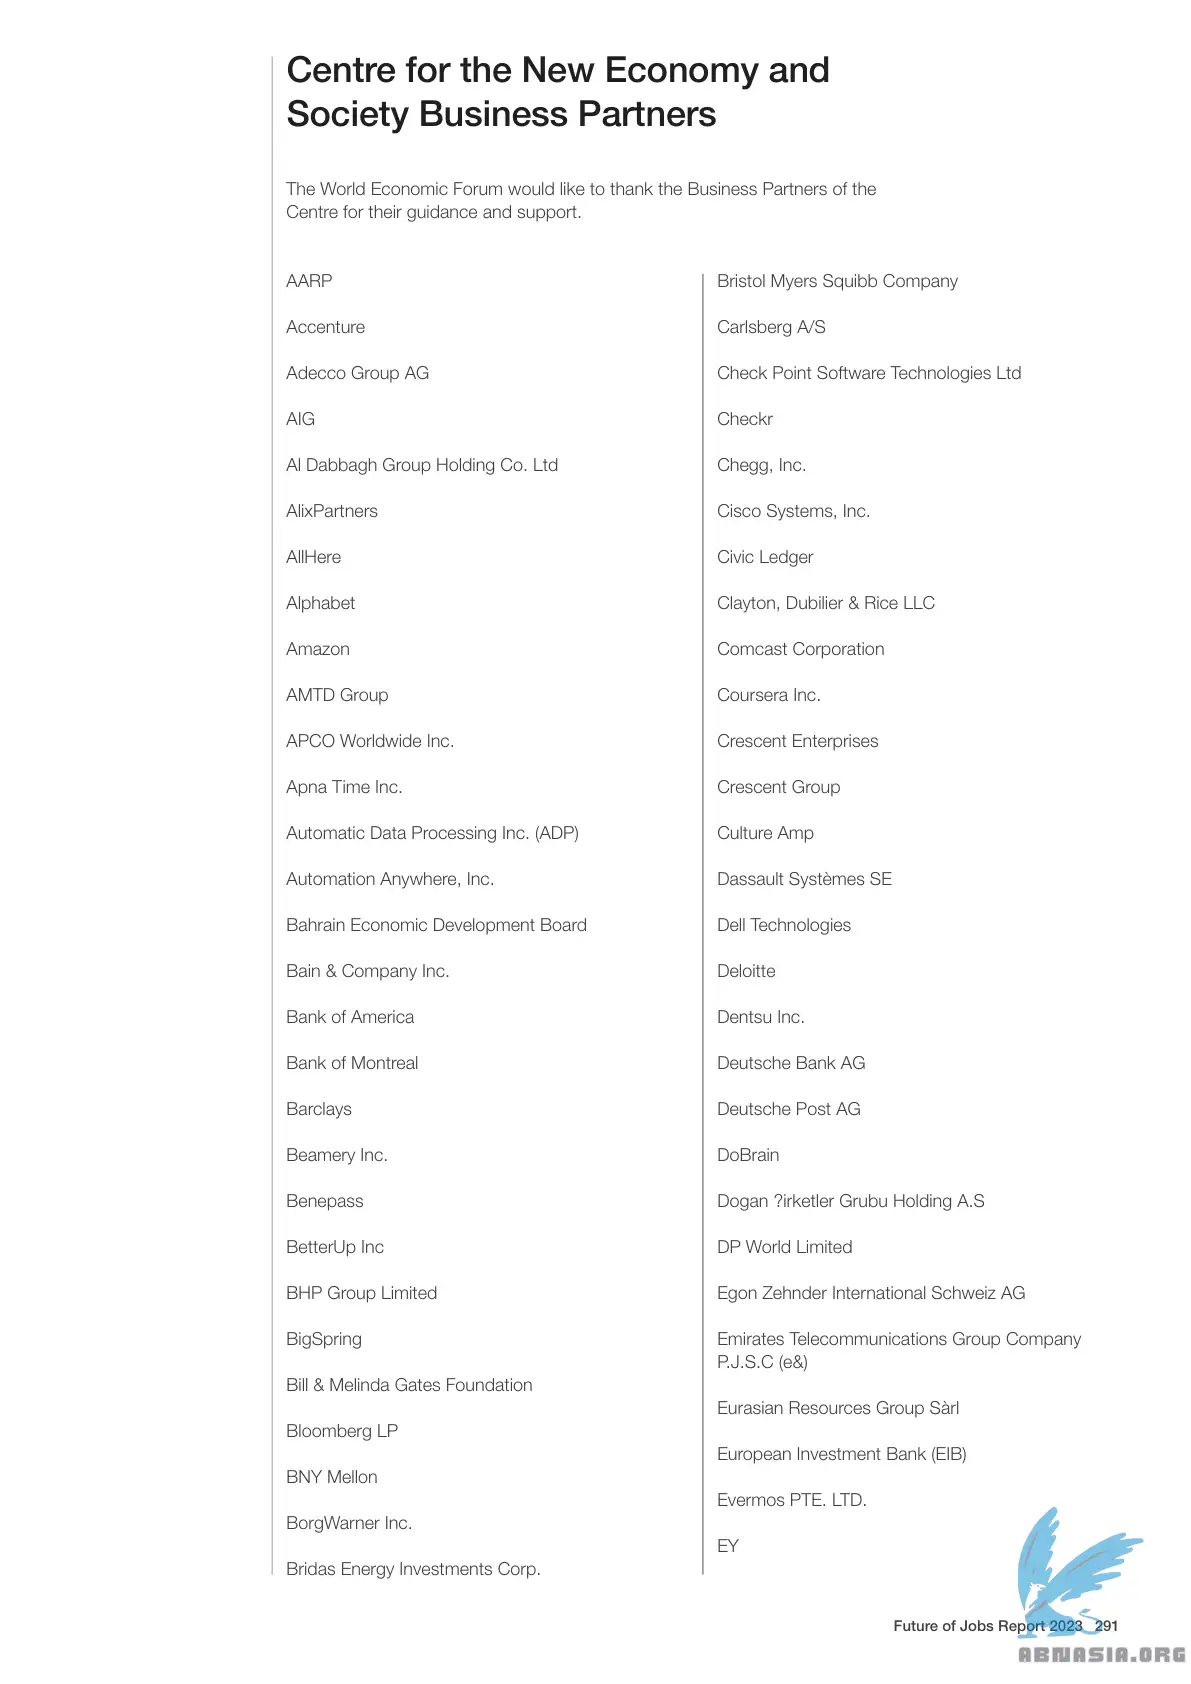 Centre for the New Economy and
Society Business Partners
The World Economic Forum would like to thank the Business Partners of the
Centre for their guidance and support.
AARP
Accenture
Adecco Group AG
AIG
Al Dabbagh Group Holding Co. Ltd
AlixPartners
AllHere
Alphabet
Amazon
AMTD Group
APCO Worldwide Inc.
Apna Time Inc.
Automatic Data Processing Inc. (ADP)
Automation Anywhere, Inc.
Bahrain Economic Development Board
Bain & Company Inc.
Bank of America
Bank of Montreal
Barclays
Beamery Inc.
Benepass
BetterUp Inc
BHP Group Limited
BigSpring
Bill & Melinda Gates Foundation
Bloomberg LP
BNY Mellon
BorgWarner Inc.
Bridas Energy Investments Corp.
Bristol Myers Squibb Company
Carlsberg A/S
Check Point Software Technologies Ltd
Checkr
Chegg, Inc.
Cisco Systems, Inc.
Civic Ledger
Clayton, Dubilier & Rice LLC
Comcast Corporation
Coursera Inc.
Crescent Enterprises
Crescent Group
Culture Amp
Dassault Systèmes SE
Dell Technologies
Deloitte
Dentsu Inc.
Deutsche Bank AG
Deutsche Post AG
DoBrain
Dogan ?irketler Grubu Holding A.S
DP World Limited
Egon Zehnder International Schweiz AG
Emirates Telecommunications Group Company
P.J.S.C (e&)
Eurasian Resources Group Sàrl
European Investment Bank (EIB)
Evermos PTE. LTD.
EY
Future of Jobs Report 2023 291
ABNASIA.ORG